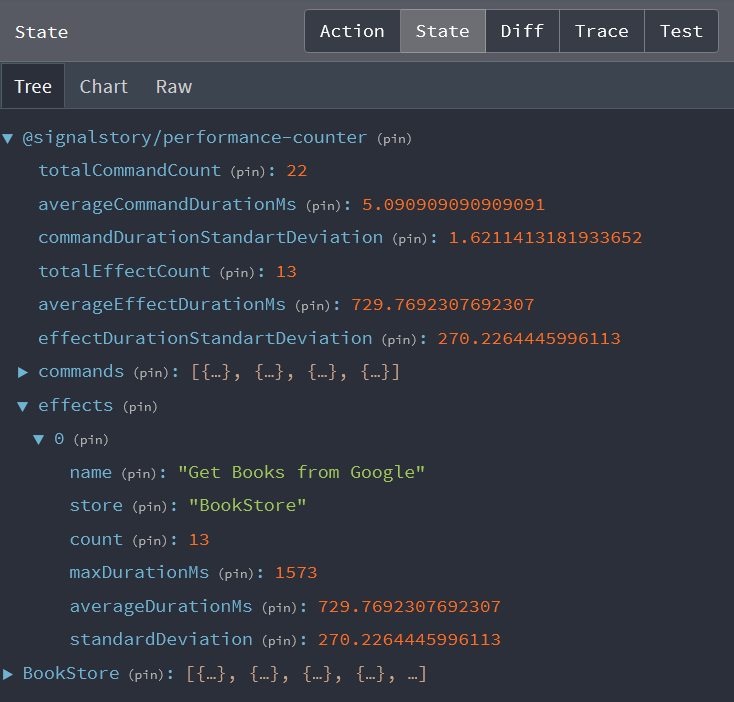 State Action State Diff Trace Test
Tree Chart Raw
▼ @signalstory/performance-counter (pin)
totalCommandCount (pin): 22
averageCommandDurationMs (pin): 5.090909090909091
commandDurationStandartDeviation (pin): 1.6211413181933652
totalEffectCount (pin): 13
averageEffectDurationMs (pin): 729.7692307692307
effectDurationStandartDeviation (pin): 270.2264445996113
▶ commands (pin): [{…}, {…}, {…}, {…}]
▼ effects (pin)
▼ 0 (pin)
name (pin): "Get Books from Google"
store (pin): "BookStore"
count (pin): 13
maxDurationMs (pin): 1573
averageDurationMs (pin): 729.7692307692307
standardDeviation (pin): 270.2264445996113
▶ BookStore (pin): [{…}, {…}, {…}, {…}, …]